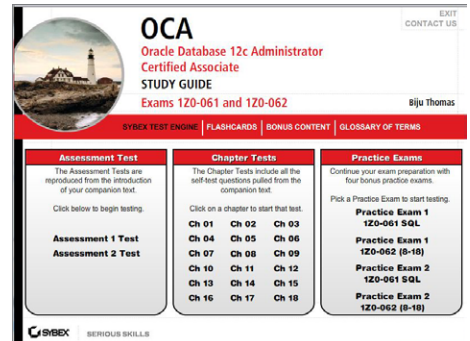 EXIT
CONTACT US
OCA
Oracle Database 12c Administrator
Certified Associate
STUDY GUIDE
Exams 1Z0-061 and 1Z0-062
Biju Thomas
SYBEX TEST ENGINE | FLASHCARDS | BONUS CONTENT | GLOSSARY OF TERMS
Assessment Test
The Assessment Tests are
reproduced from the introduction
of your companion text.
Click below to begin testing.
Assessment 1 Test
Assessment 2 Test
Chapter Tests
The Chapter Tests include all the
self-test questions pulled from the
companion text.
Click on a chapter to start that test.
Ch 01 Ch 02 Ch 03
Ch 04 Ch 05 Ch 06
Ch 07 Ch 08 Ch 09
Ch 10 Ch 11 Ch 12
Ch 13 Ch 14 Ch 15
Ch 16 Ch 17 Ch 18
Practice Exams
Continue your exam preparation with
four bonus practice exams.
Pick a Practice Exam to start testing.
Practice Exam 1
1Z0-061 SQL
Practice Exam 1
1Z0-062 (8-18)
Practice Exam 2
1Z0-061 SQL
Practice Exam 2
1Z0-062 (8-18)
SYBEX SERIOUS SKILLS